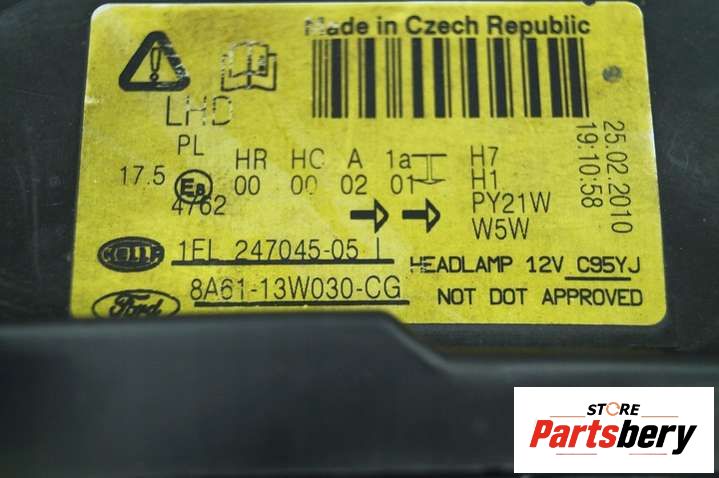 Made in Czech Republic
LHD
PL
HR HC A 1a H7
17.5 E8 00 00 02 01 H1
4762 PY21W
W5W
25.02.2010
19:10:58
HELLA 1EL 247045-05 L
HEADLAMP 12V C95YJ
Ford 8A61-13W030-CG
NOT DOT APPROVED
STORE
Partsbery